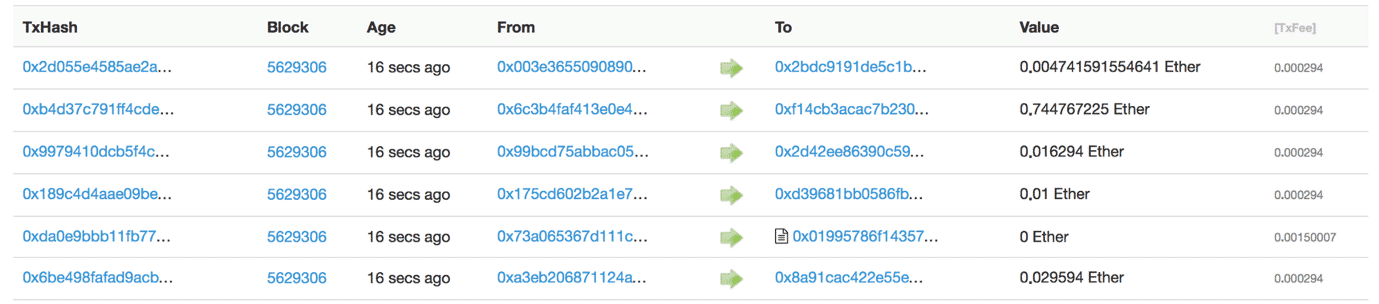 TxHash Block Age From To Value [TxFee]
0x2d055e4585ae2a... 5629306 16 secs ago 0x003e3655090890... 0x2bdc9191de5c1b... 0.004741591554641 Ether 0.000294
0xb4d37c791ff4cde... 5629306 16 secs ago 0x6c3b4faf413e0e4... 0xf14cb3acac7b230... 0.744767225 Ether 0.000294
0x9979410dcb5f4c... 5629306 16 secs ago 0x99bcd75abbac05... 0x2d42ee86390c59... 0.016294 Ether 0.000294
0x189c4d4aae09be... 5629306 16 secs ago 0x175cd602b2a1e7... 0xd39681bb0586fb... 0.01 Ether 0.000294
0xda0e9bbb11fb77... 5629306 16 secs ago 0x73a065367d111c... 0x01995786f14357... 0 Ether 0.00150007
0x6be498fafad9acb... 5629306 16 secs ago 0xa3eb206871124a... 0x8a91cac422e55e... 0.029594 Ether 0.000294